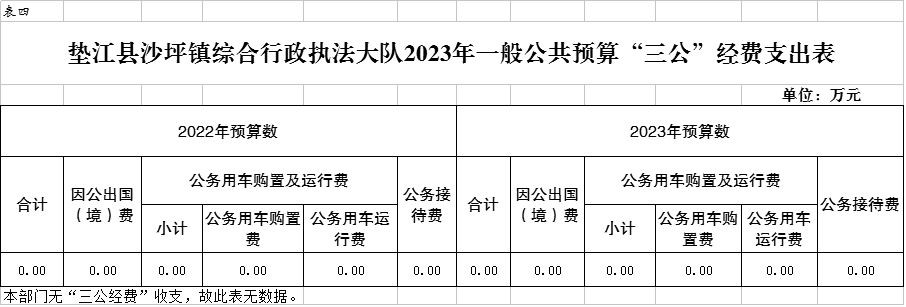 表四
垫江县沙坪镇综合行政执法大队2023年一般公共预算“三公”经费支出表
单位：万元
2022年预算数 2023年预算数
合计 因公出国（境）费 公务用车购置及运行费 公务接待费 合计 因公出国（境）费 公务用车购置及运行费 公务接待费
小计 公务用车购置费 公务用车运行费 小计 公务用车购置费 公务用车运行费
0.00 0.00 0.00 0.00 0.00 0.00 0.00 0.00 0.00 0.00 0.00 0.00
本部门无“三公经费”收支，故此表无数据。